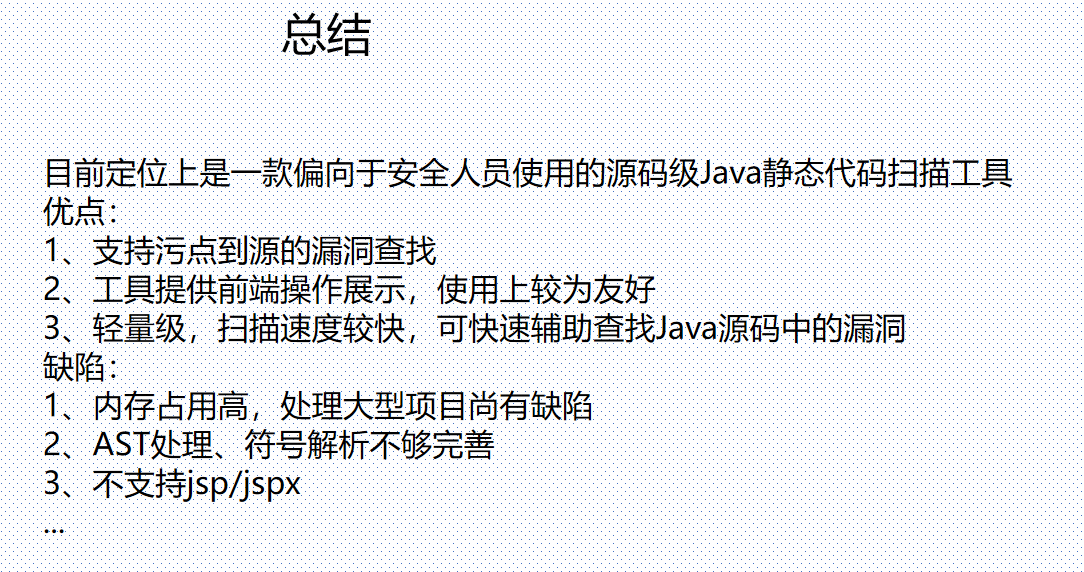 总结
目前定位上是一款偏向于安全人员使用的源码级Java静态代码扫描工具
优点：
1、支持污点到源的漏洞查找
2、工具提供前端操作展示，使用上较为友好
3、轻量级，扫描速度较快，可快速辅助查找Java源码中的漏洞
缺陷：
1、内存占用高，处理大型项目尚有缺陷
2、AST处理、符号解析不够完善
3、不支持jsp/jspx
...